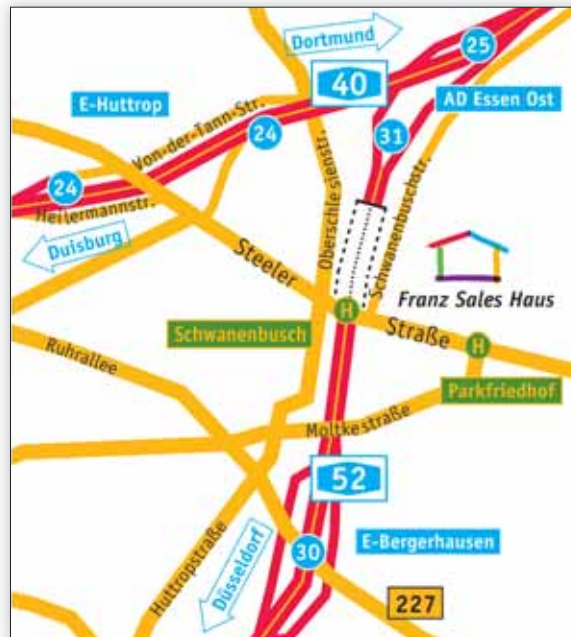 Dortmund
25
40
E-Huttrop
AD Essen Ost
Von-der-Tann-Str.
24
31
24
Heilermannstr.
Oberschlesienstr.
Schwanenbuschstr.
Duisburg
Steeler
Franz Sales Haus
H
Schwanenbusch
Straße
H
Ruhrallee
Parkfriedhof
Moltkestraße
52
Huttropstraße
Düsseldorf
30
E-Bergerhausen
227